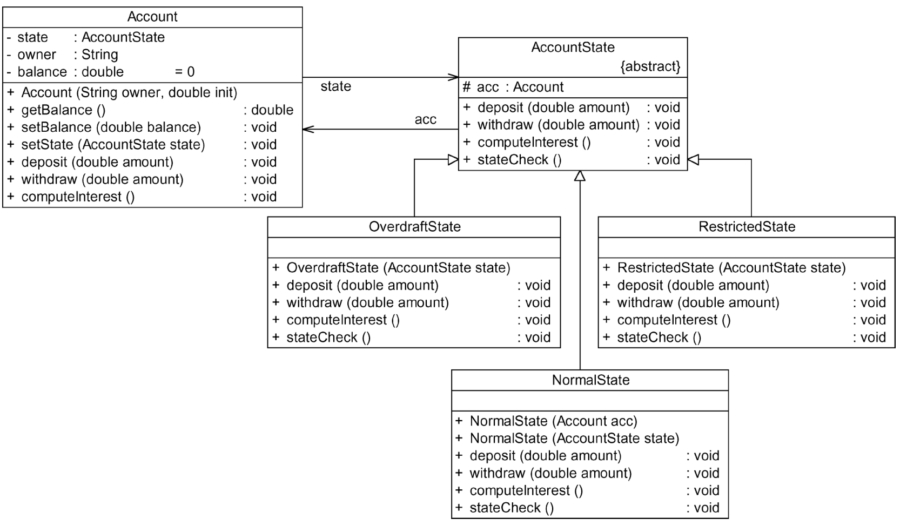 Account
- state : AccountState
- owner : String
- balance : double = 0
+ Account (String owner, double init)
+ getBalance () : double
+ setBalance (double balance) : void
+ setState (AccountState state) : void
+ deposit (double amount) : void
+ withdraw (double amount) : void
+ computeInterest () : void
state
acc
AccountState
{abstract}
# acc : Account
+ deposit (double amount) : void
+ withdraw (double amount) : void
+ computeInterest () : void
+ stateCheck () : void
OverdraftState
+ OverdraftState (AccountState state)
+ deposit (double amount) : void
+ withdraw (double amount) : void
+ computeInterest () : void
+ stateCheck () : void
RestrictedState
+ RestrictedState (AccountState state)
+ deposit (double amount) : void
+ withdraw (double amount) : void
+ computeInterest () : void
+ stateCheck () : void
NormalState
+ NormalState (Account acc)
+ NormalState (AccountState state)
+ deposit (double amount) : void
+ withdraw (double amount) : void
+ computeInterest () : void
+ stateCheck () : void